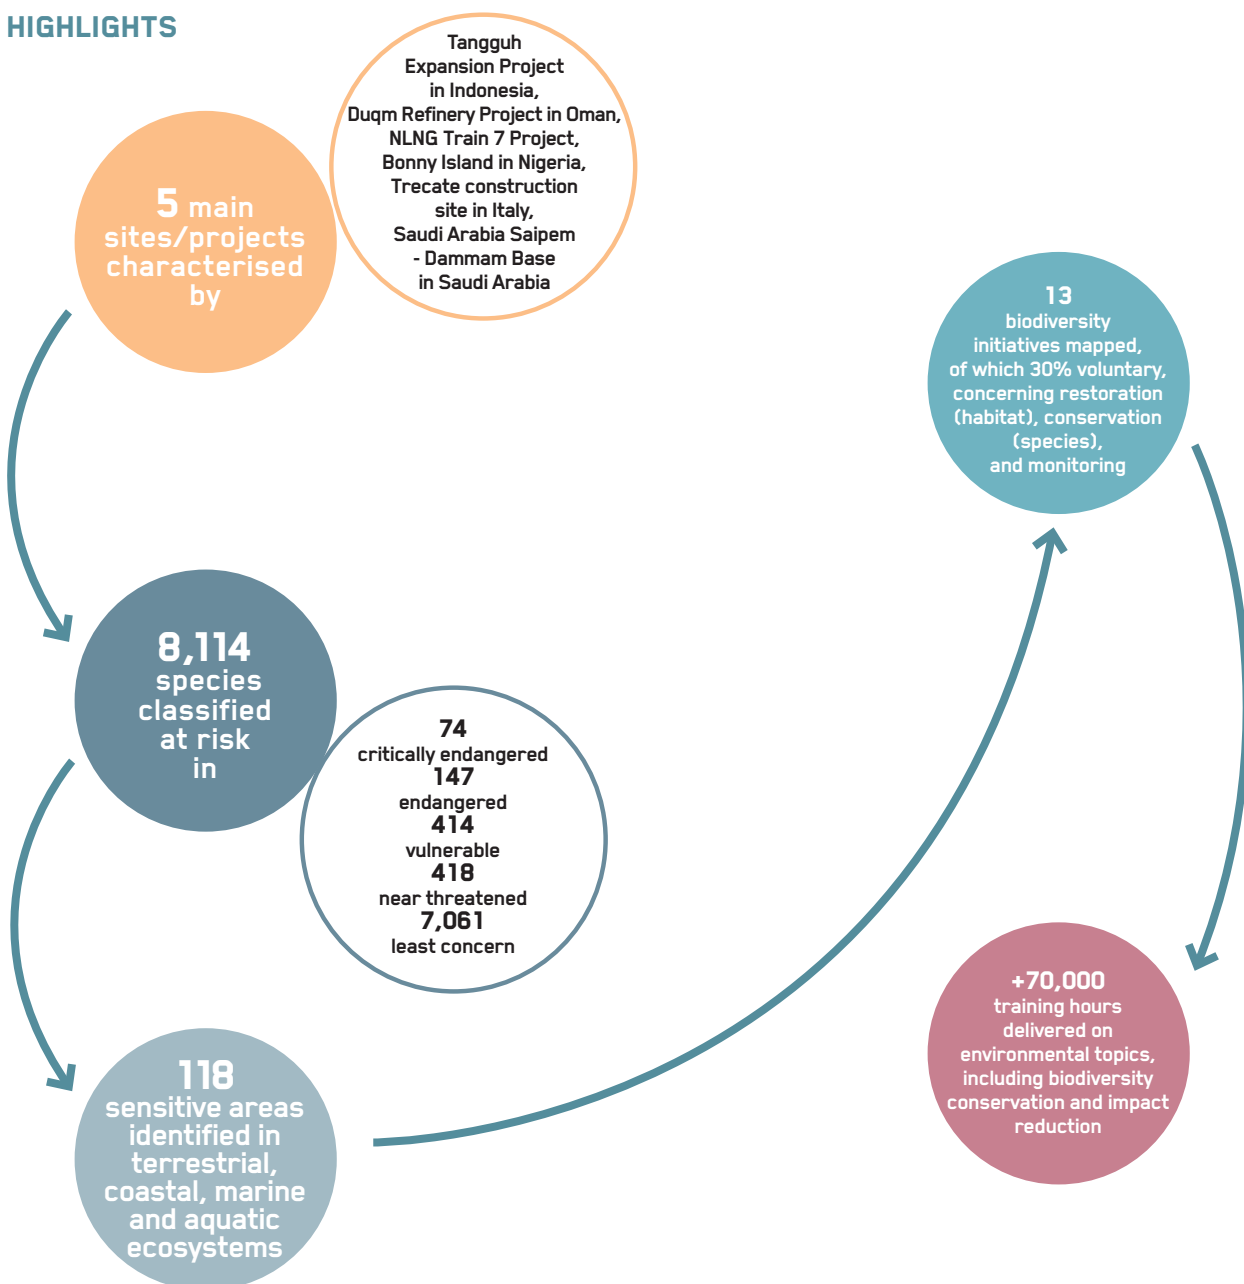 HIGHLIGHTS
5 main
sites/projects
characterised
by
Tangguh
Expansion Project
in Indonesia,
Duqm Refinery Project in Oman,
NLNG Train 7 Project,
Bonny Island in Nigeria,
Trecate construction
site in Italy,
Saudi Arabia Saipem
- Dammam Base
in Saudi Arabia
8,114
species
classified
at risk
in
74
critically endangered
147
endangered
414
vulnerable
418
near threatened
7,061
least concern
118
sensitive areas
identified in
terrestrial,
coastal, marine
and aquatic
ecosystems
13
biodiversity
initiatives mapped,
of which 30% voluntary,
concerning restoration
(habitat), conservation
(species),
and monitoring
+70,000
training hours
delivered on
environmental topics,
including biodiversity
conservation and impact
reduction